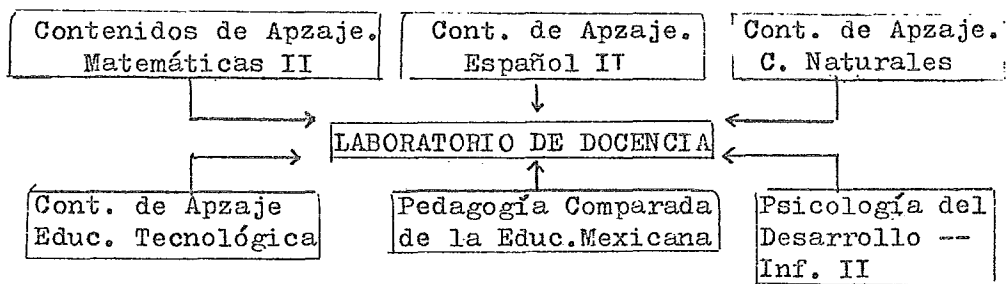 Contenidos de Apzaje.
Matemáticas II
Cont. de Apzaje.
Español II
Cont. de Apzaje.
C. Naturales
LABORATORIO DE DOCENCIA
Cont. de Apzaje
Educ. Tecnológica
Pedagogía Comparada
de la Educ.Mexicana
Psicología del
Desarrollo --
Inf. II